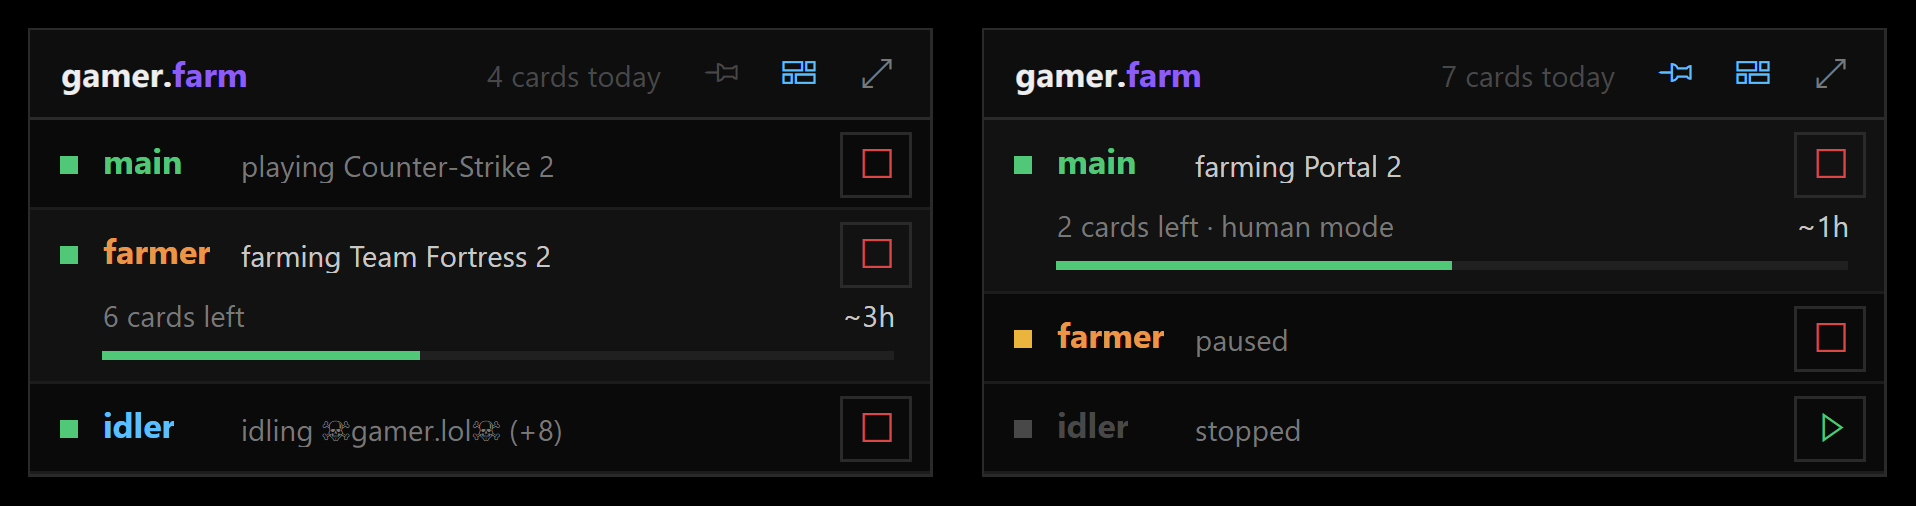 gamer.farm 4 cards today
main playing Counter-Strike 2
farmer farming Team Fortress 2
6 cards left ~3h
idler idling ☠gamer.lol☠ (+8)
gamer.farm 7 cards today
main farming Portal 2
2 cards left · human mode ~1h
farmer paused
idler stopped